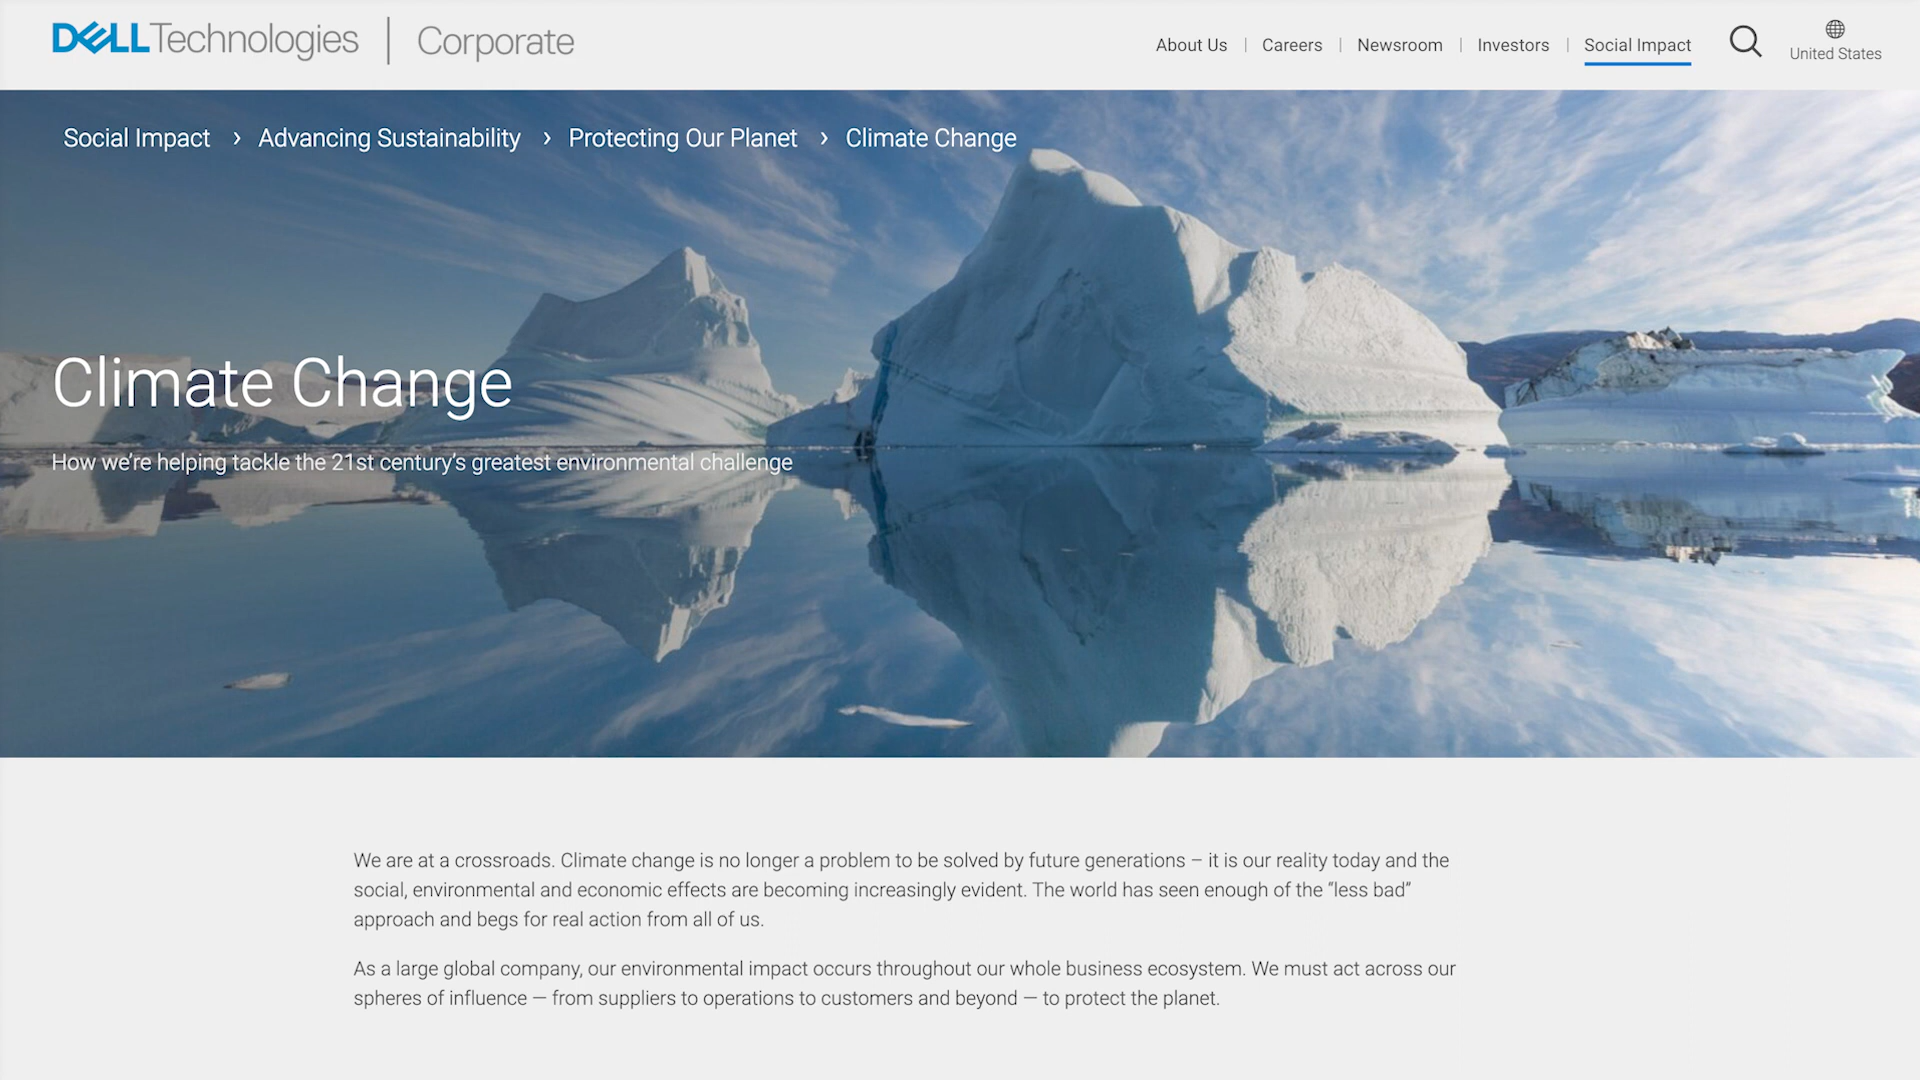 DELL Technologies | Corporate
About Us | Careers | Newsroom | Investors | Social Impact
United States
Social Impact › Advancing Sustainability › Protecting Our Planet › Climate Change
Climate Change
How we’re helping tackle the 21st century’s greatest environmental challenge
We are at a crossroads. Climate change is no longer a problem to be solved by future generations – it is our reality today and the
social, environmental and economic effects are becoming increasingly evident. The world has seen enough of the “less bad”
approach and begs for real action from all of us.
As a large global company, our environmental impact occurs throughout our whole business ecosystem. We must act across our
spheres of influence — from suppliers to operations to customers and beyond — to protect the planet.